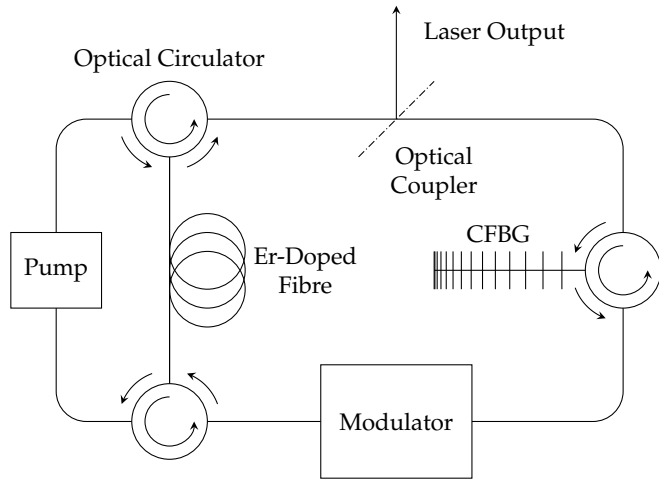 Laser Output
Optical Circulator
Optical
Coupler
CFBG
Pump
Er-Doped
Fibre
Modulator